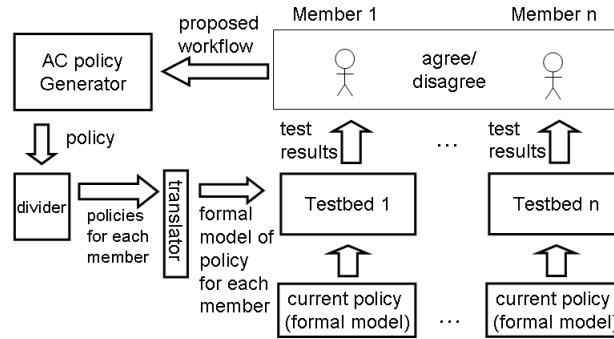 Member 1
Member n
proposed
workflow
AC policy
Generator
agree/
disagree
policy
test
results
...
test
results
divider
policies
for each
member
translator
formal
model of
policy
for each
member
Testbed 1
Testbed n
current policy
(formal model)
...
current policy
(formal model)